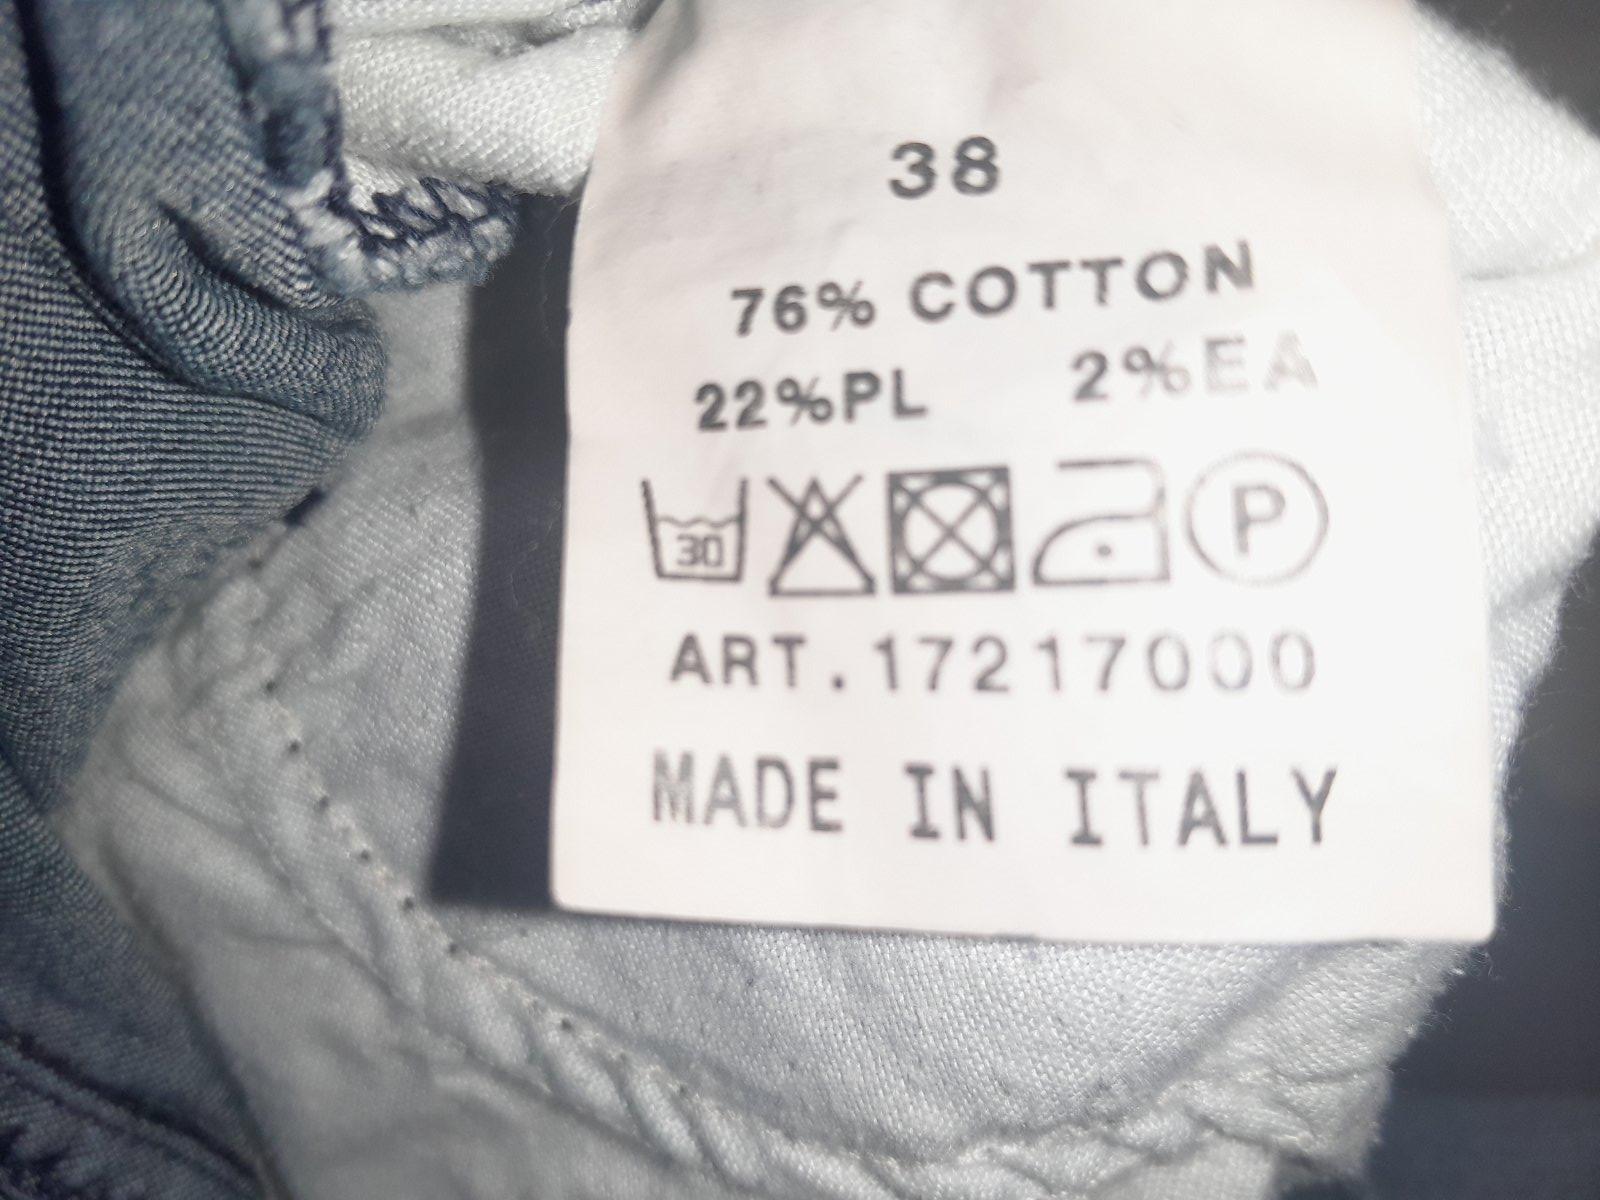 38
76% COTTON
22%PL 2%EA
30 P
ART.17217000
MADE IN ITALY